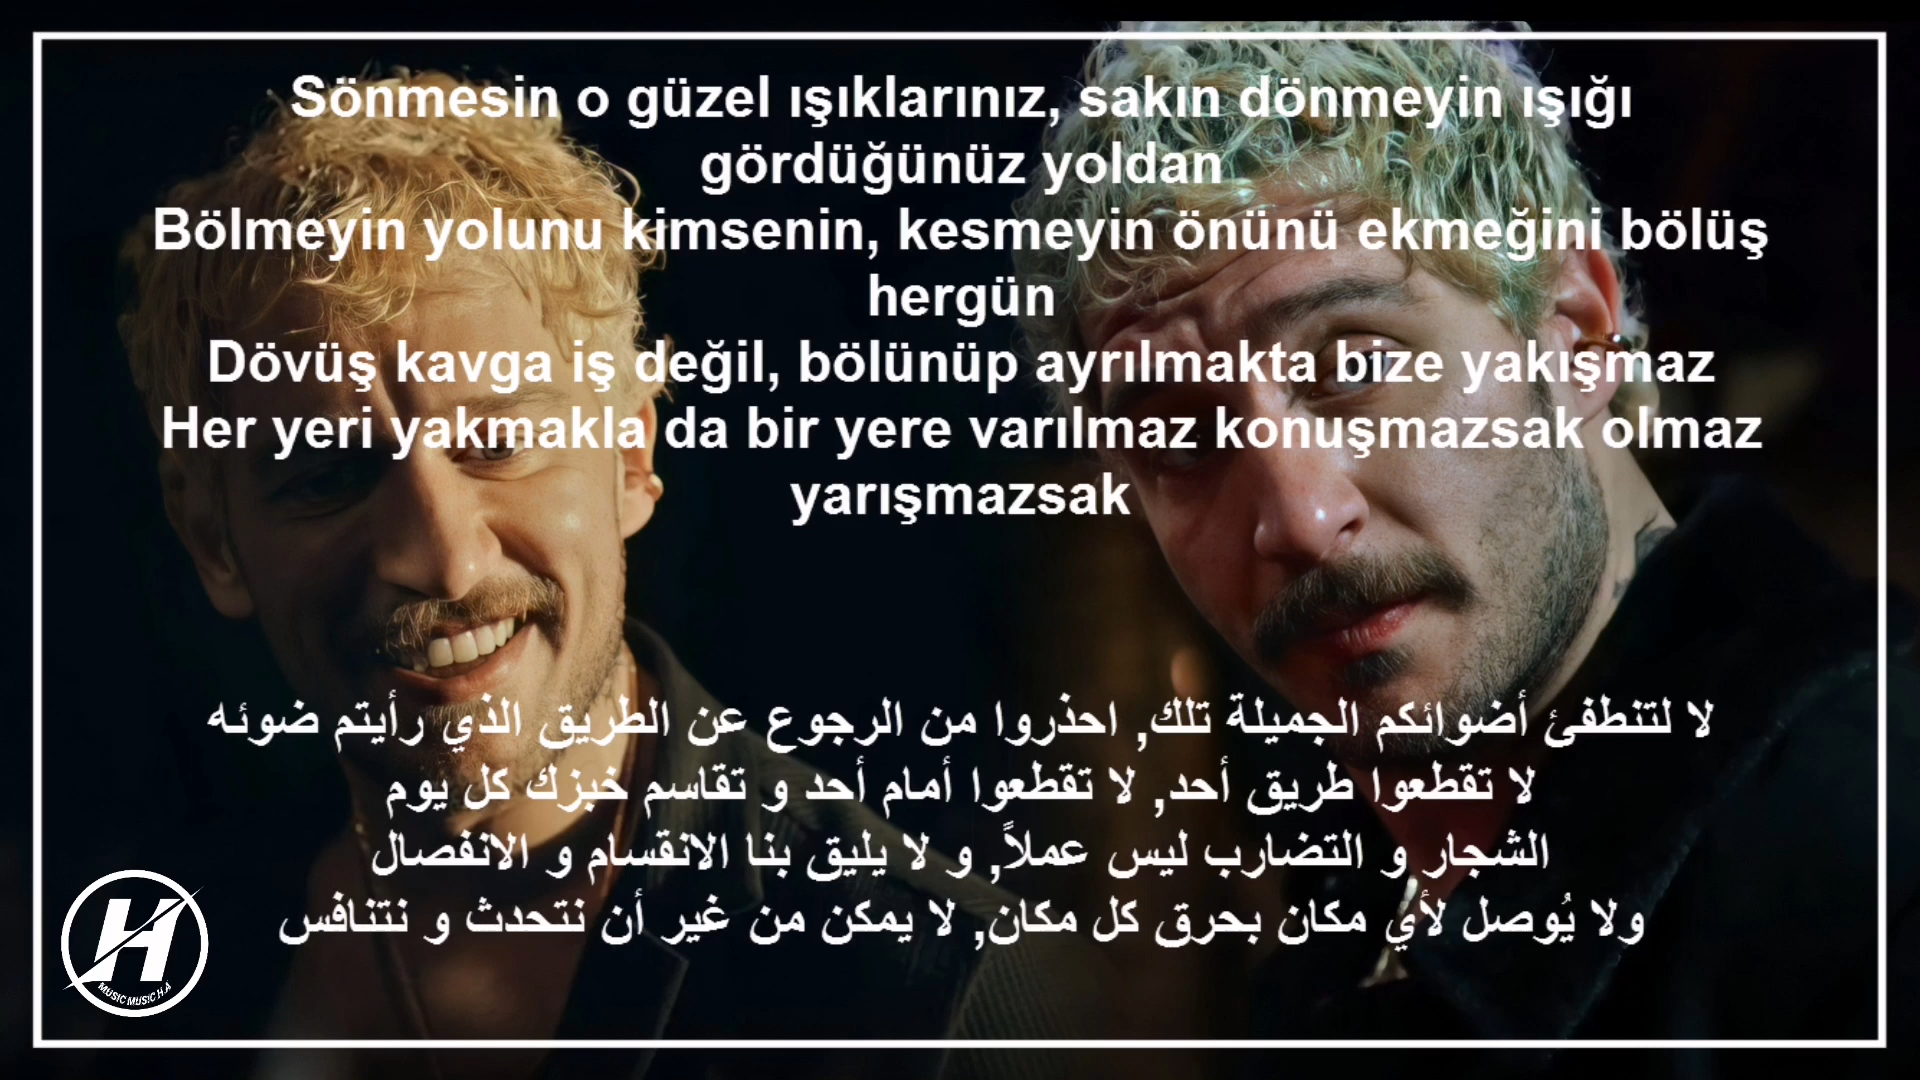 Sönmesin o güzel ışıklarınız, sakın dönmeyin ışığı
gördüğünüz yoldan
Bölmeyin yolunu kimsenin, kesmeyin önünü ekmeğini bölüş
hergün
Dövüş kavga iş değil, bölünüp ayrılmakta bize yakışmaz
Her yeri yakmakla da bir yere varılmaz konuşmazsak olmaz
yarışmazsak
لا لتنطفئ أضوائكم الجميلة تلك, احذروا من الرجوع عن الطريق الذي رأيتم ضوئه
لا تقطعوا طريق أحد, لا تقطعوا أمام أحد و تقاسم خبزك كل يوم
الشجار و التضارب ليس عملاً, و لا يليق بنا الانقسام و الانفصال
ولا يُوصل لأي مكان بحرق كل مكان, لا يمكن من غير أن نتحدث و نتنافس
H
MUSIC MUSIC H.A